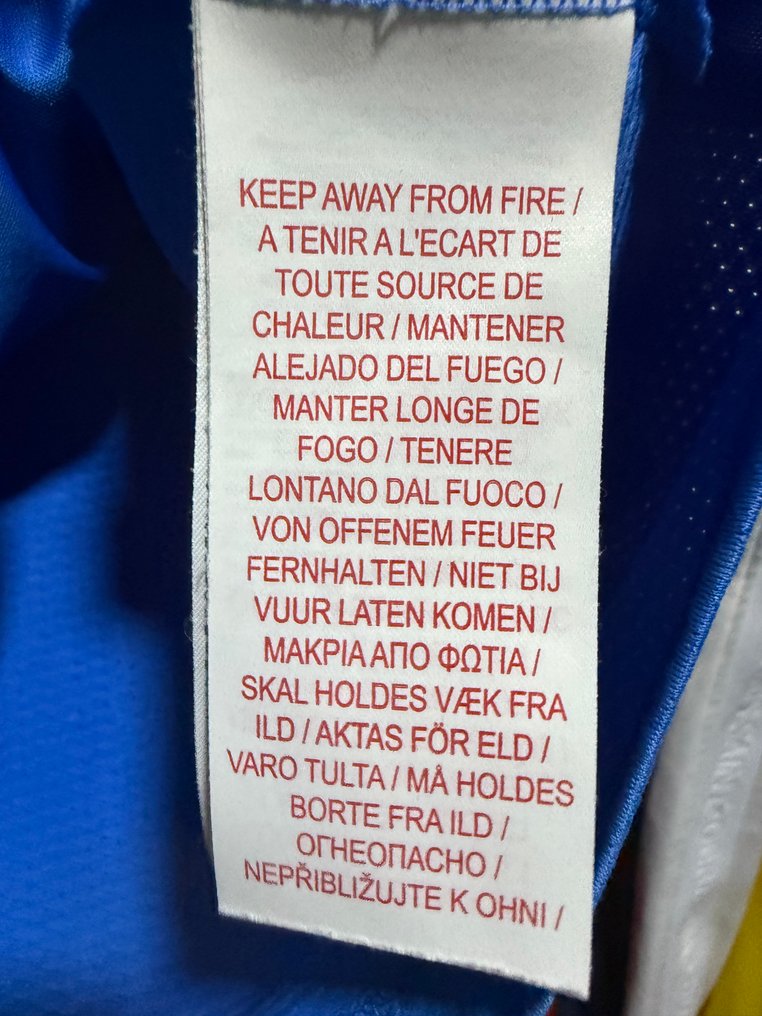 KEEP AWAY FROM FIRE /
A TENIR A L'ECART DE
TOUTE SOURCE DE
CHALEUR / MANTENER
ALEJADO DEL FUEGO /
MANTER LONGE DE
FOGO / TENERE
LONTANO DAL FUOCO /
VON OFFENEM FEUER
FERNHALTEN / NIET BIJ
VUUR LATEN KOMEN /
ΜΑΚΡΙΑ ΑΠΟ ΦΩΤΙΑ /
SKAL HOLDES VÆK FRA
ILD / AKTAS FÖR ELD /
VARO TULTA / MÅ HOLDES
BORTE FRA ILD /
ОГНЕОПАСНО /
NEPŘIBLIŽUJTE K OHNI /